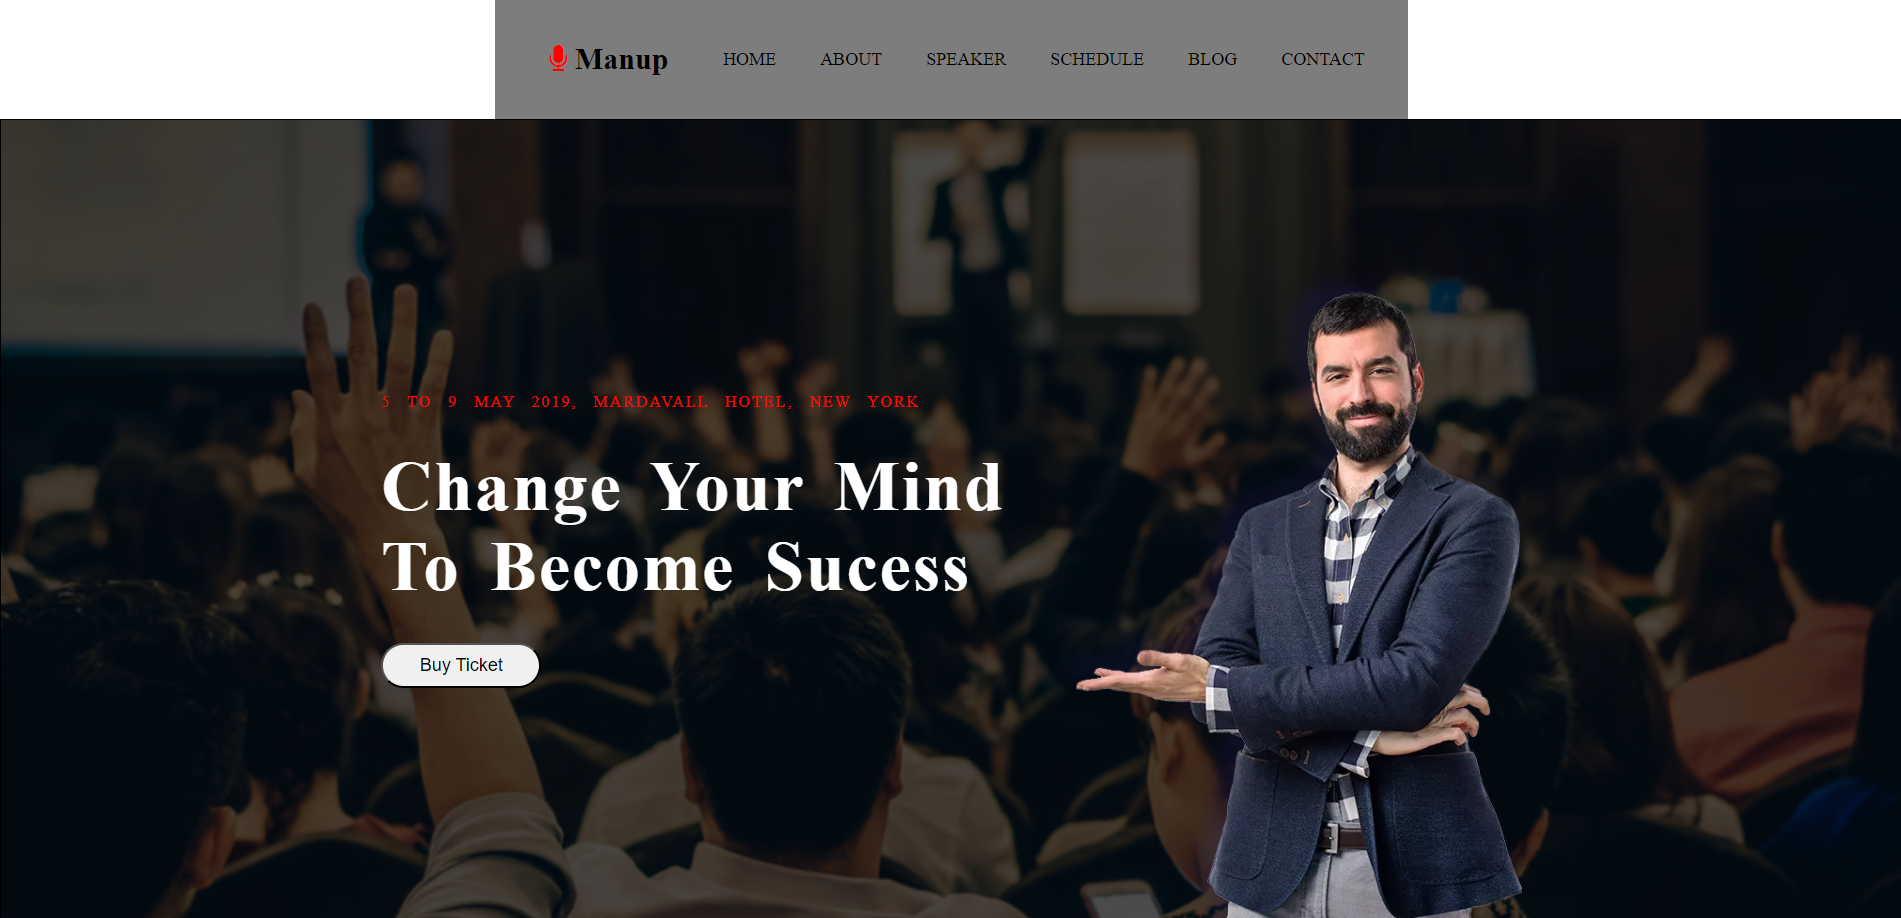 Manup HOME ABOUT SPEAKER SCHEDULE BLOG CONTACT
5 TO 9 MAY 2019, MARDAVALL HOTEL, NEW YORK
Change Your Mind
To Become Sucess
Buy Ticket